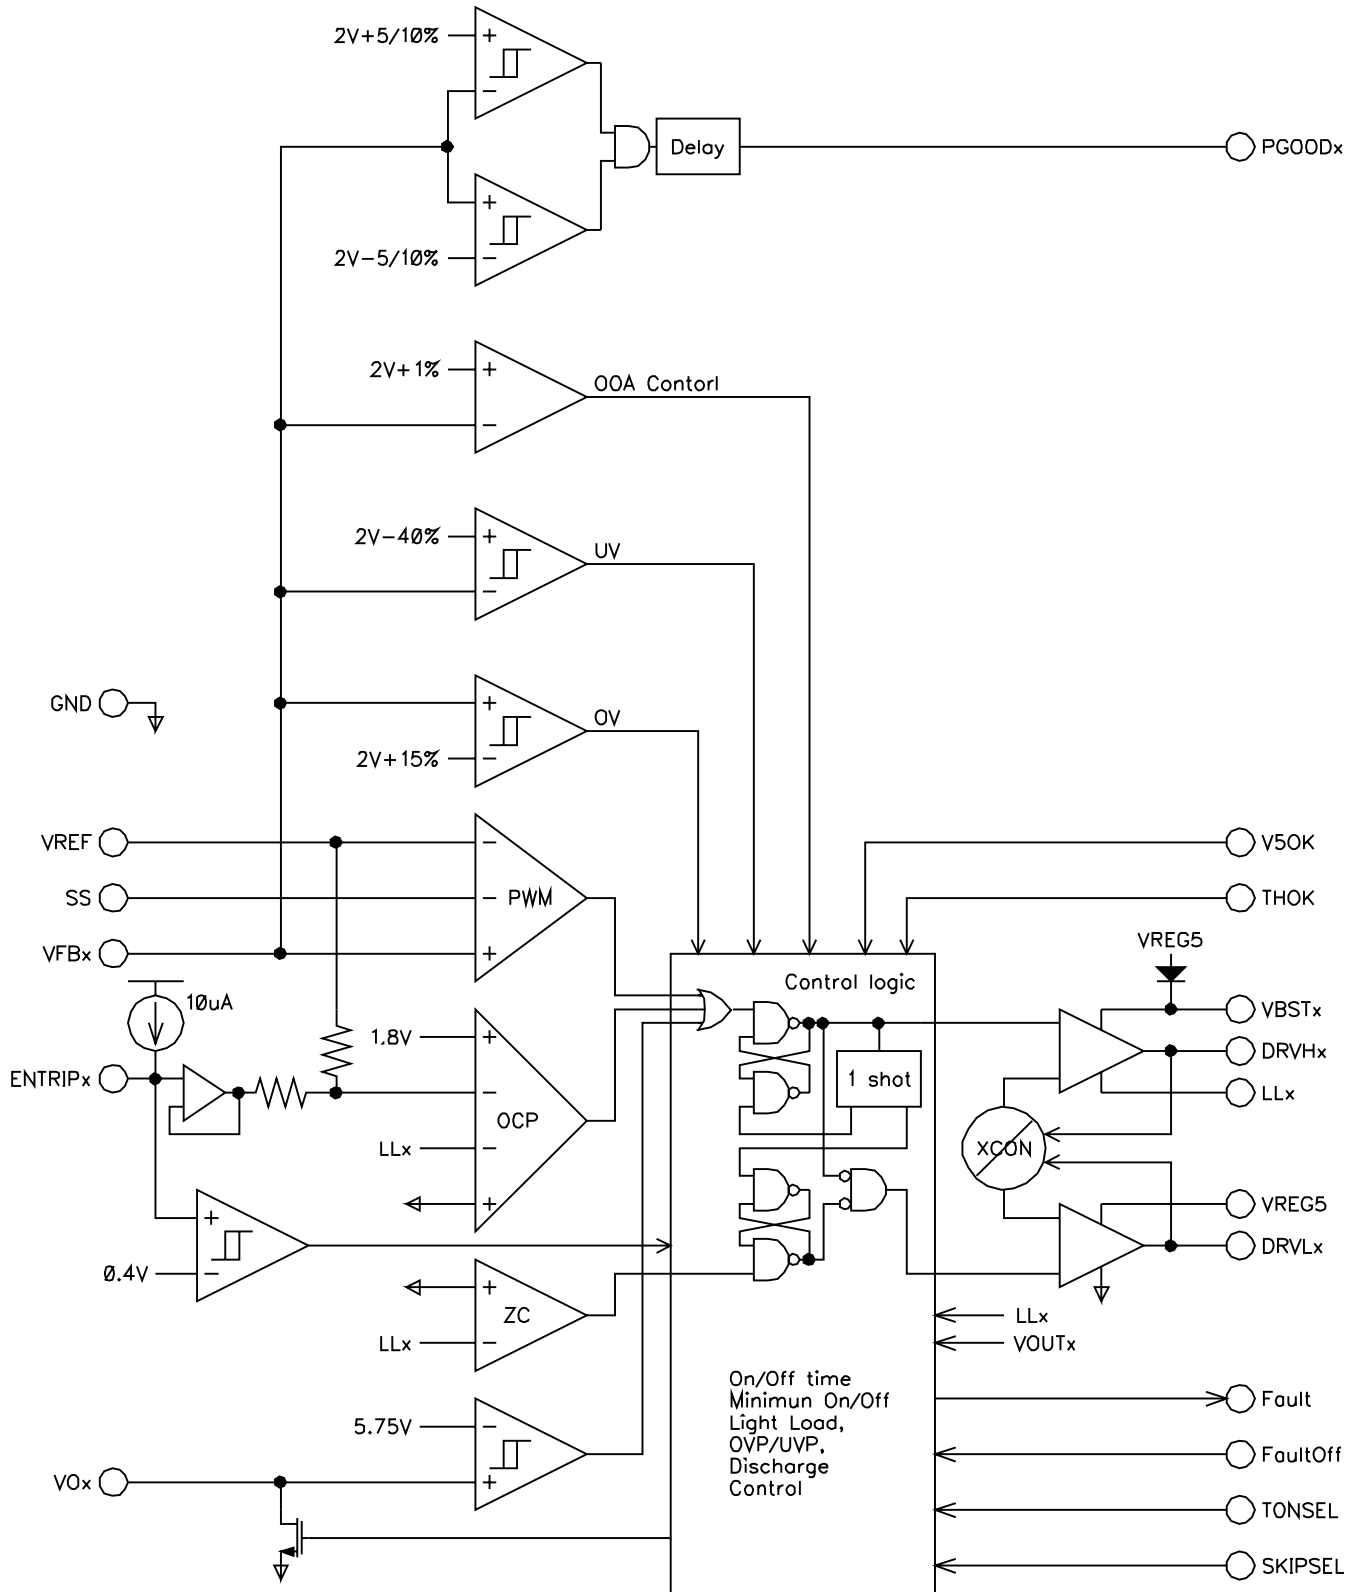 2V+5/10%
Delay
PGOODx
2V-5/10%
2V+1%
OOA Contorl
2V-40%
UV
GND
OV
2V+15%
VREF
V5OK
SS
PWM
THOK
VFBx
VREG5
Control logic
10uA
VBSTx
1.8V
DRVHx
ENTRIPx
1 shot
LLx
OCP
LLx
XCON
VREG5
0.4V
DRVLx
ZC
LLx
LLx
VOUTx
On/Off time
Minimun On/Off
Light Load,
OVP/UVP,
Discharge
Control
Fault
5.75V
FaultOff
VOx
TONSEL
SKIPSEL